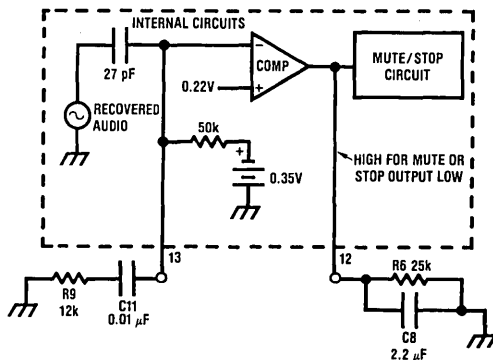 INTERNAL CIRCUITS
27 pF
RECOVERED
AUDIO
−
COMP
+
0.22V
MUTE/STOP
CIRCUIT
50k
+
0.35V
HIGH FOR MUTE OR
STOP OUTPUT LOW
13
12
R9
12k
C11
0.01 μF
R6 25k
C8
2.2 μF